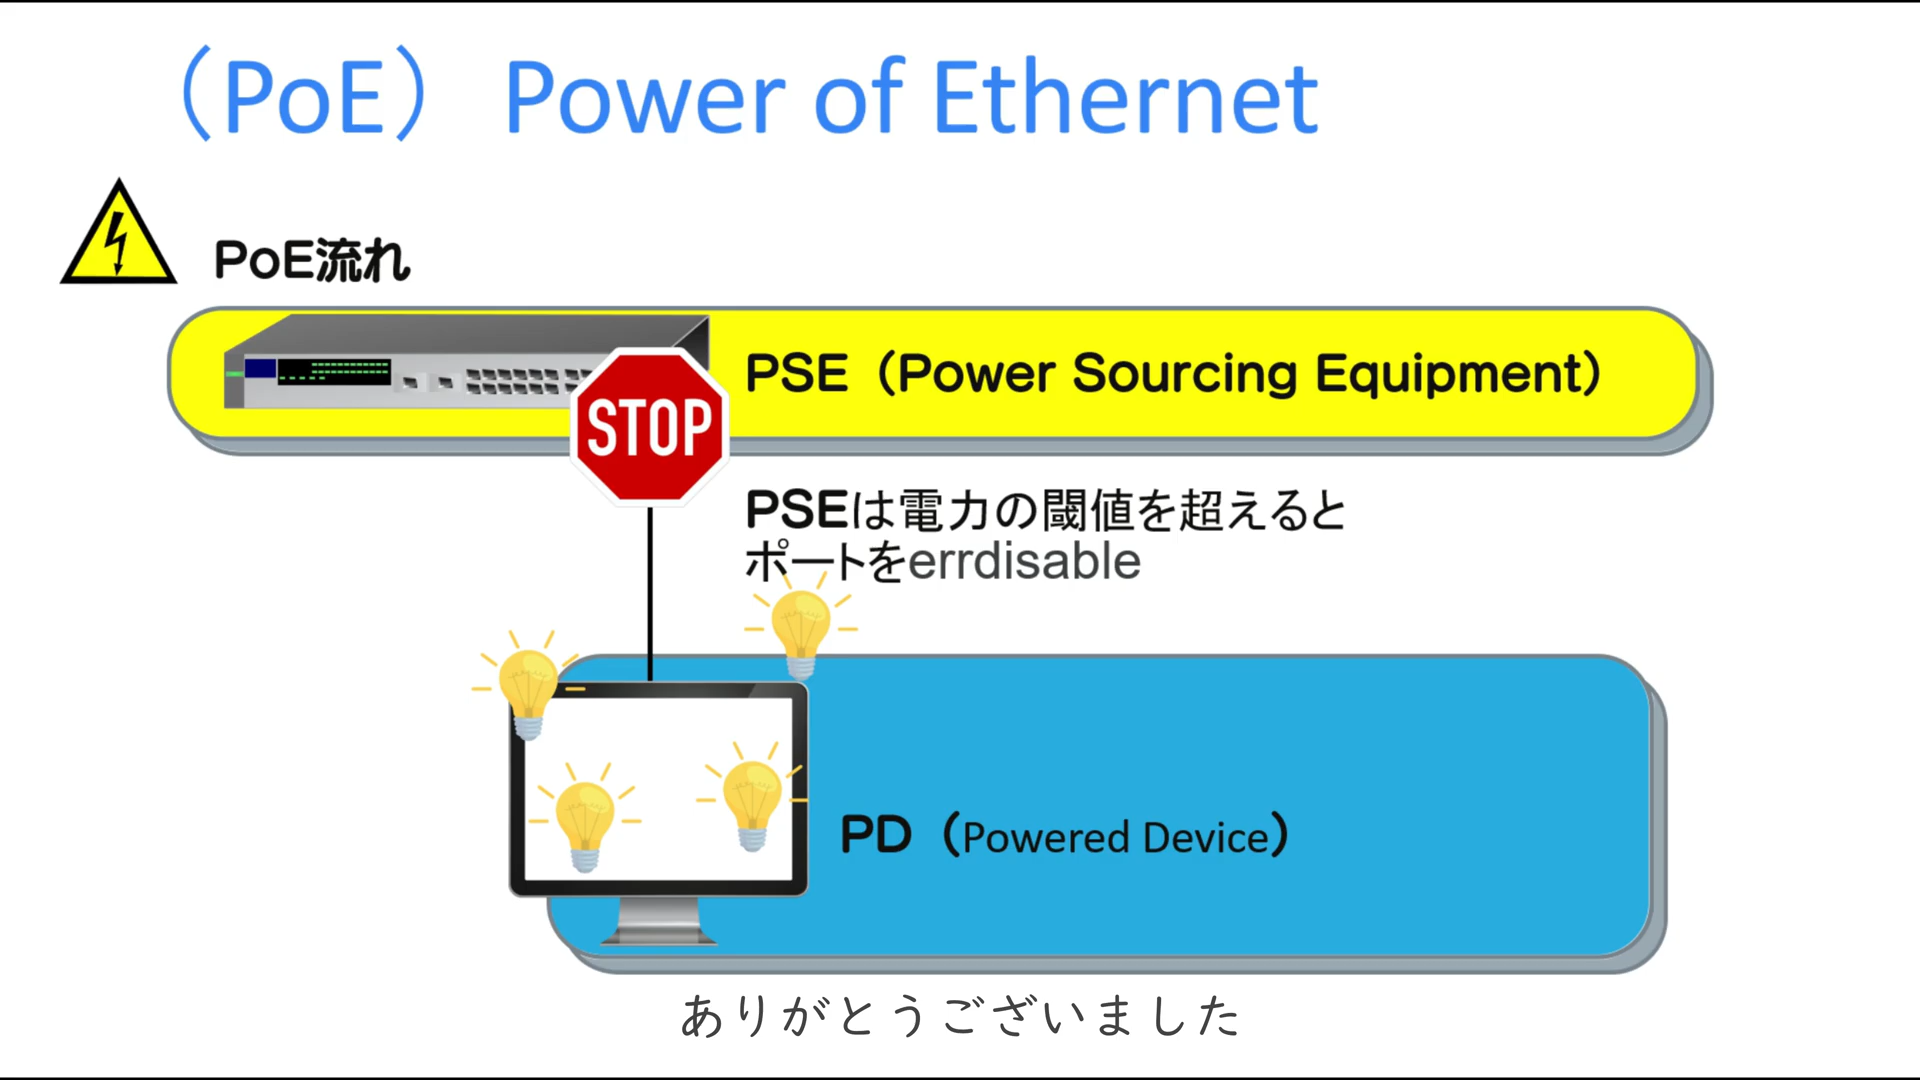 （PoE） Power of Ethernet
PoE流れ
PSE（Power Sourcing Equipment）
STOP
PSEは電力の閾値を超えると
ポートをerrdisable
PD（Powered Device）
ありがとうございました